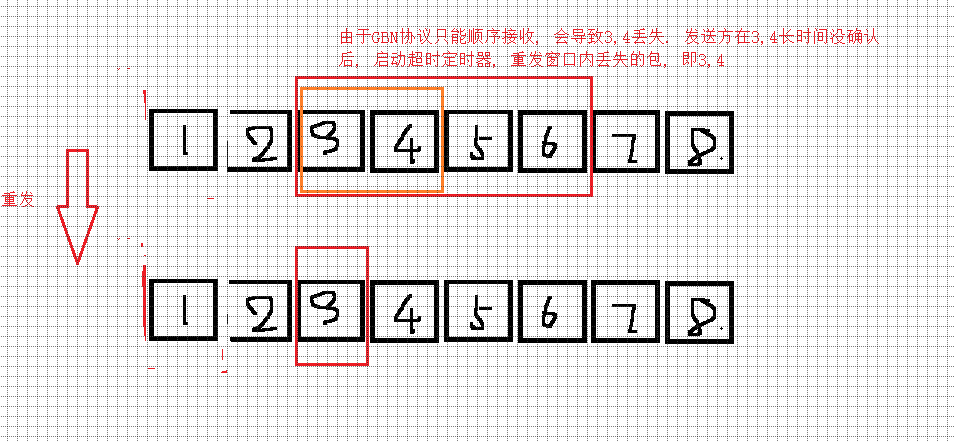 由于GBN协议只能顺序接收, 会导致3,4丢失. 发送方在3,4长时间没确认
后, 启动超时定时器, 重发窗口内丢失的包, 即3,4
1 2 3 4 5 6 7 8
重发
1 2 3 4 5 6 7 8